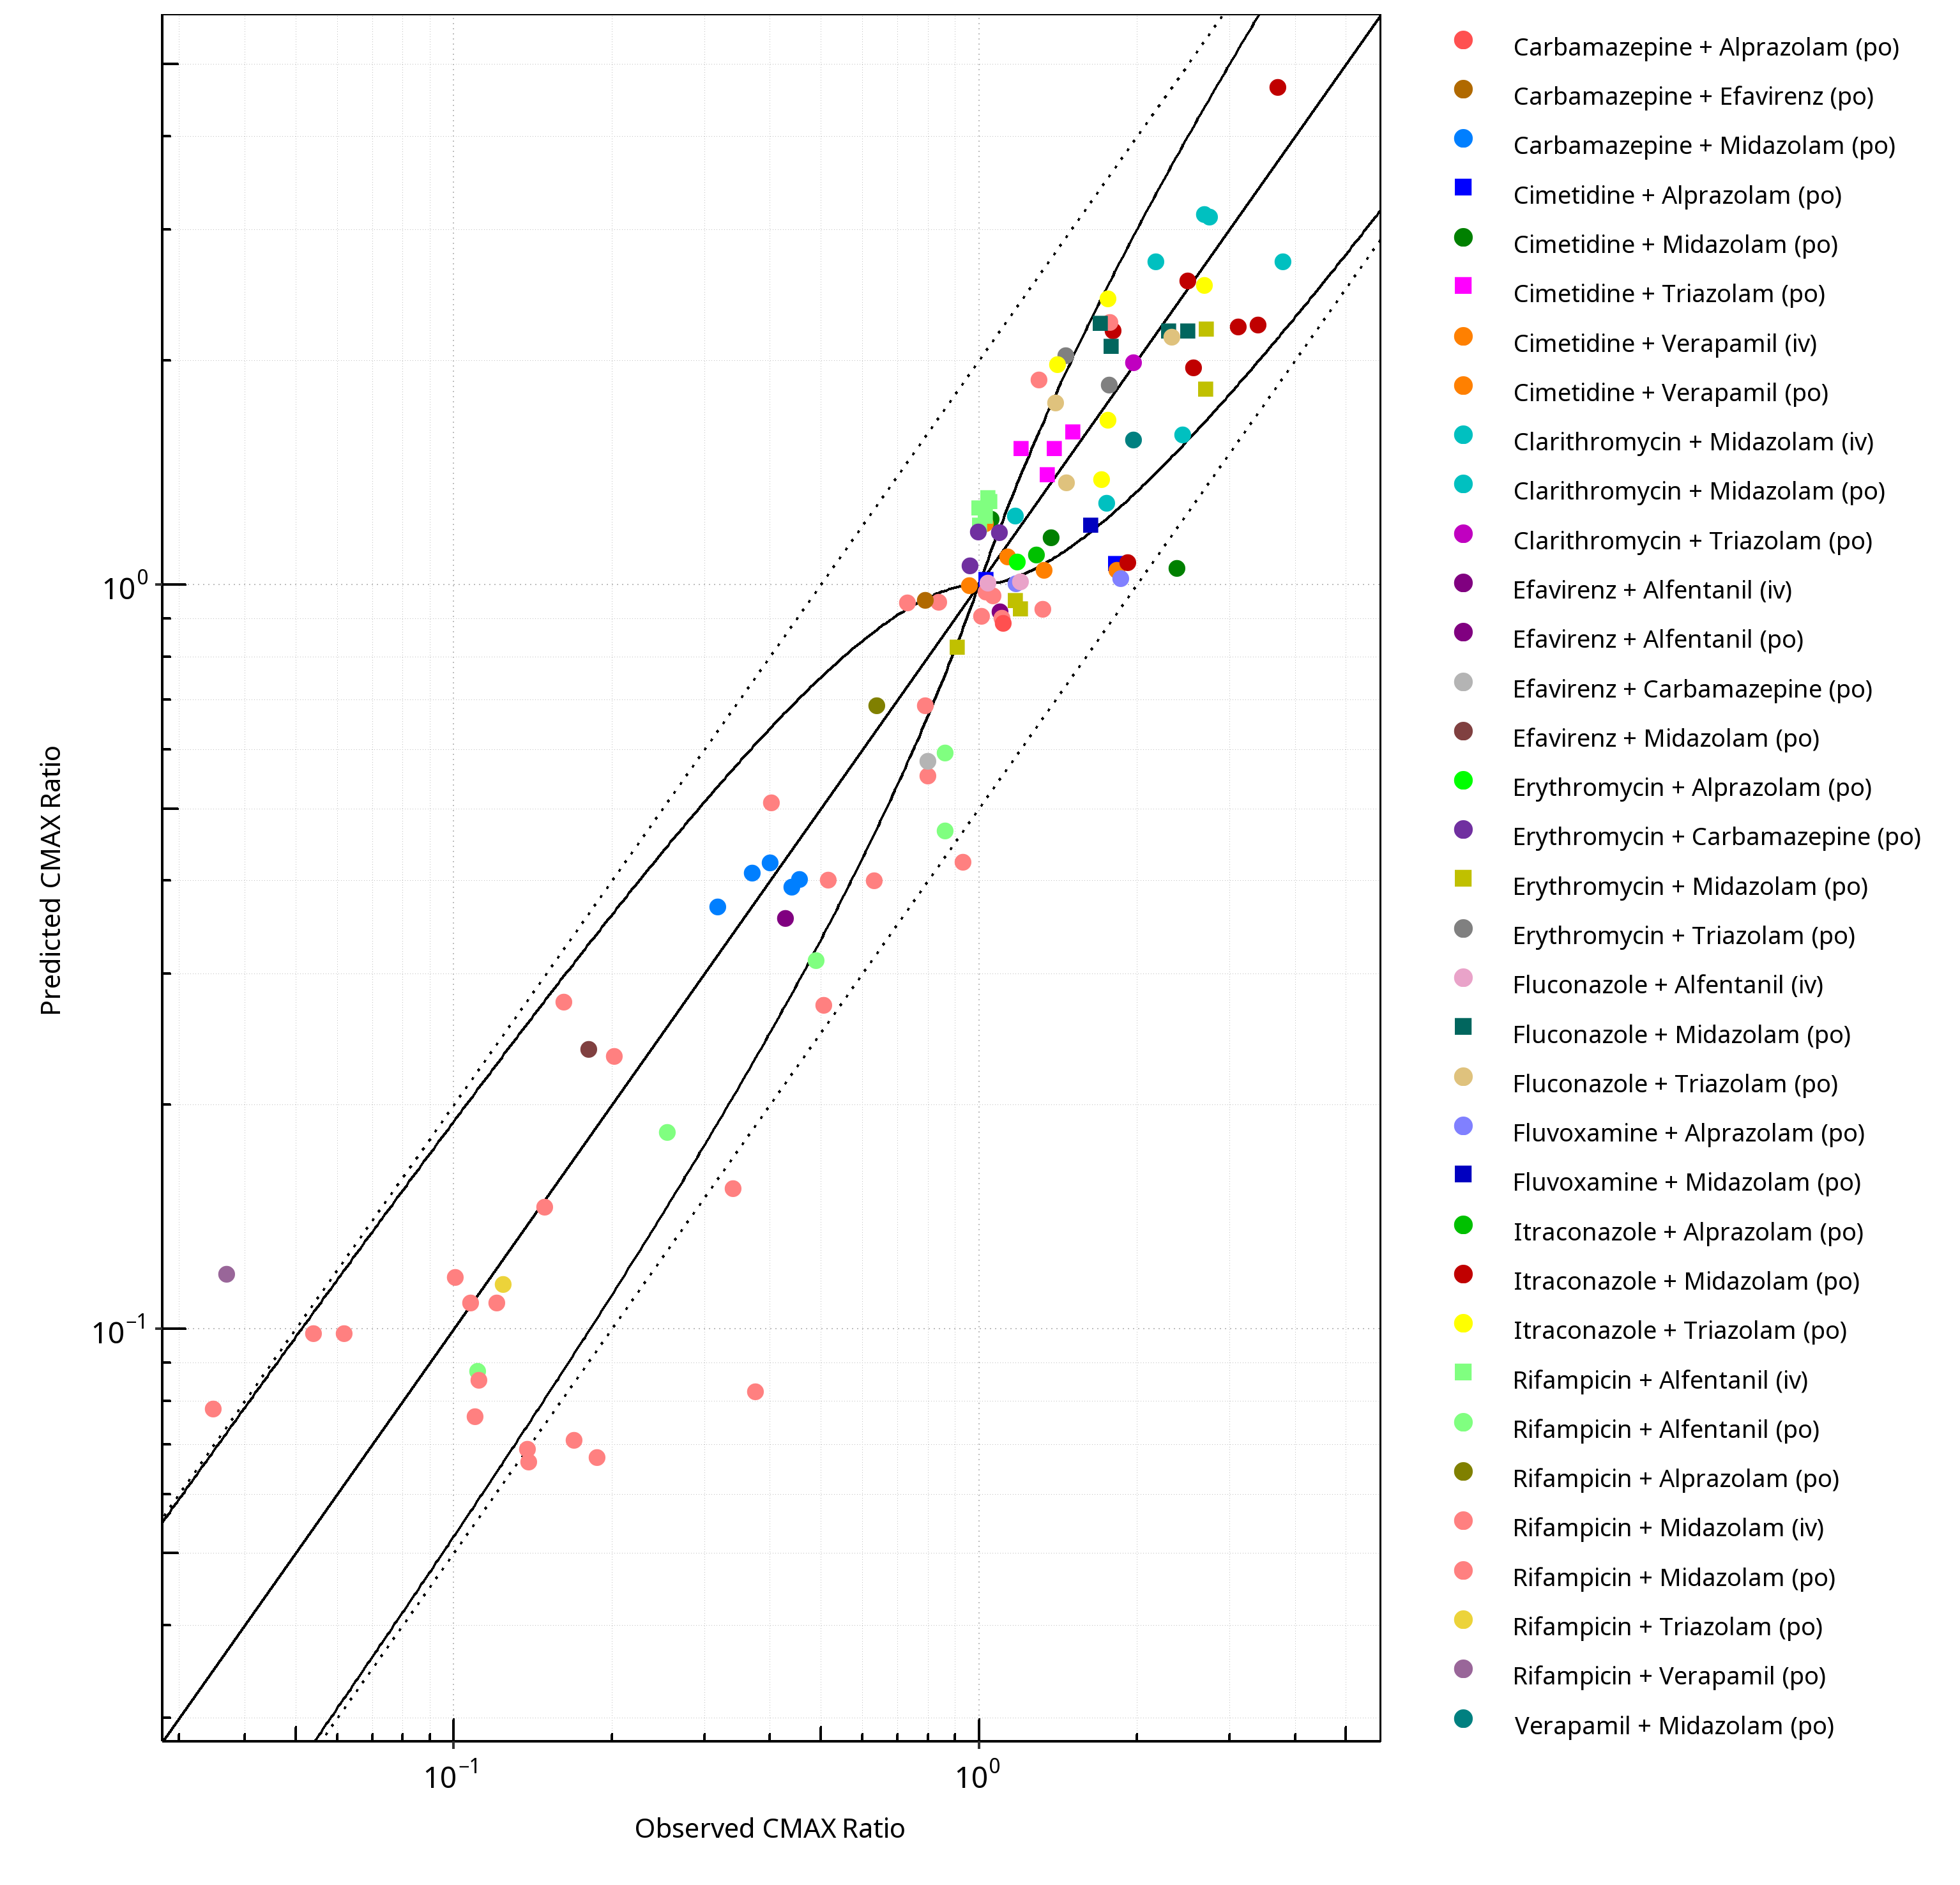 Carbamazepine + Alprazolam (po)
Carbamazepine + Efavirenz (po)
Carbamazepine + Midazolam (po)
Cimetidine + Alprazolam (po)
Cimetidine + Midazolam (po)
Cimetidine + Triazolam (po)
Cimetidine + Verapamil (iv)
Cimetidine + Verapamil (po)
Clarithromycin + Midazolam (iv)
Clarithromycin + Midazolam (po)
Clarithromycin + Triazolam (po)
Efavirenz + Alfentanil (iv)
Efavirenz + Alfentanil (po)
Efavirenz + Carbamazepine (po)
Efavirenz + Midazolam (po)
Erythromycin + Alprazolam (po)
Erythromycin + Carbamazepine (po)
Erythromycin + Midazolam (po)
Erythromycin + Triazolam (po)
Fluconazole + Alfentanil (iv)
Fluconazole + Midazolam (po)
Fluconazole + Triazolam (po)
Fluvoxamine + Alprazolam (po)
Fluvoxamine + Midazolam (po)
Itraconazole + Alprazolam (po)
Itraconazole + Midazolam (po)
Itraconazole + Triazolam (po)
Rifampicin + Alfentanil (iv)
Rifampicin + Alfentanil (po)
Rifampicin + Alprazolam (po)
Rifampicin + Midazolam (iv)
Rifampicin + Midazolam (po)
Rifampicin + Triazolam (po)
Rifampicin + Verapamil (po)
Verapamil + Midazolam (po)
Predicted CMAX Ratio
10⁰
10⁻¹
10⁻¹ 10⁰
Observed CMAX Ratio